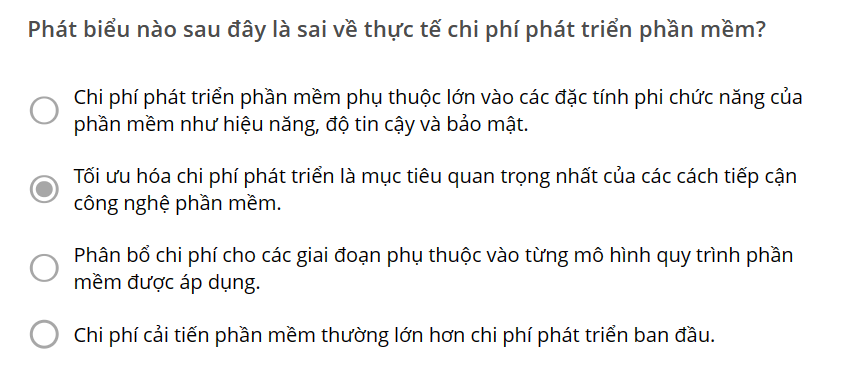 Phát biểu nào sau đây là sai về thực tế chi phí phát triển phần mềm?
Chi phí phát triển phần mềm phụ thuộc lớn vào các đặc tính phi chức năng của
phần mềm như hiệu năng, độ tin cậy và bảo mật.
Tối ưu hóa chi phí phát triển là mục tiêu quan trọng nhất của các cách tiếp cận
công nghệ phần mềm.
Phân bổ chi phí cho các giai đoạn phụ thuộc vào từng mô hình quy trình phần
mềm được áp dụng.
Chi phí cải tiến phần mềm thường lớn hơn chi phí phát triển ban đầu.